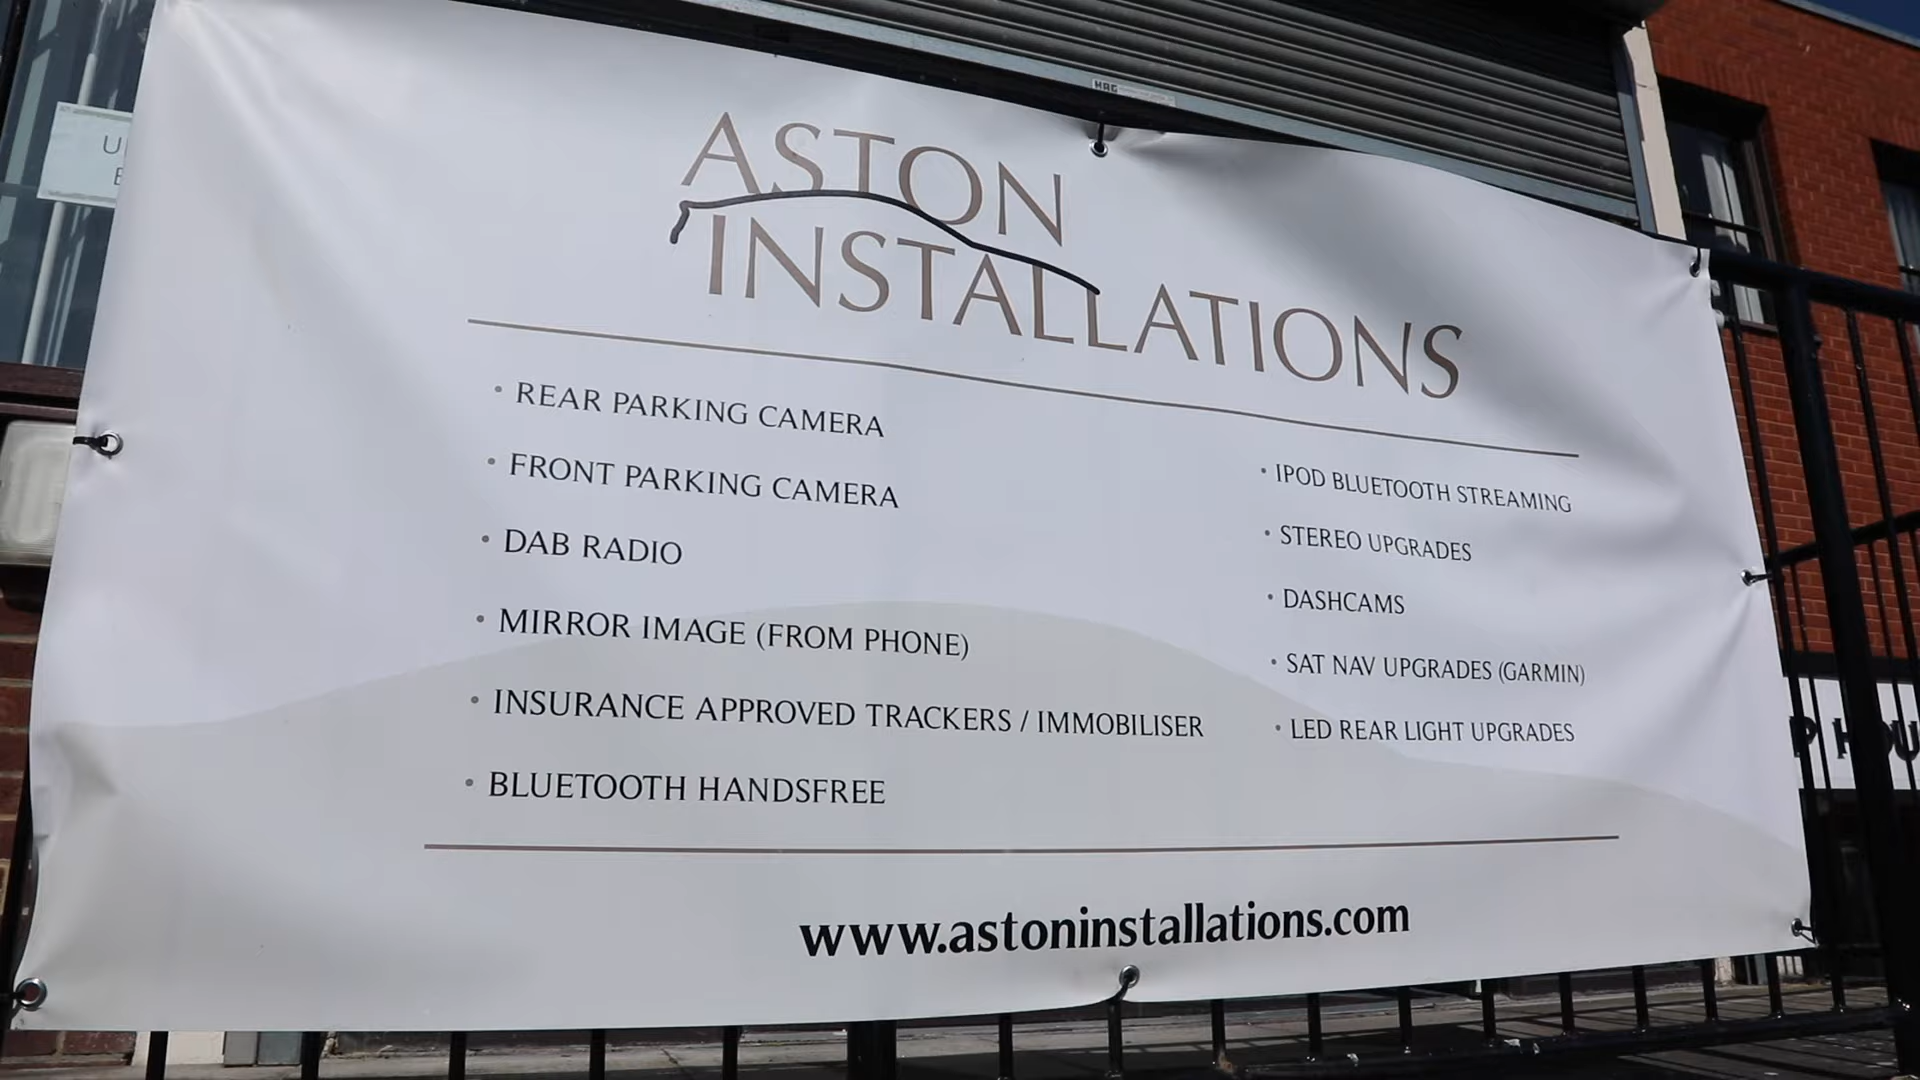 HAG
ASTON
INSTALLATIONS
• REAR PARKING CAMERA
• FRONT PARKING CAMERA
• DAB RADIO
• MIRROR IMAGE (FROM PHONE)
• INSURANCE APPROVED TRACKERS / IMMOBILISER
• BLUETOOTH HANDSFREE
• IPOD BLUETOOTH STREAMING
• STEREO UPGRADES
• DASHCAMS
• SAT NAV UPGRADES (GARMIN)
• LED REAR LIGHT UPGRADES
www.astoninstallations.com